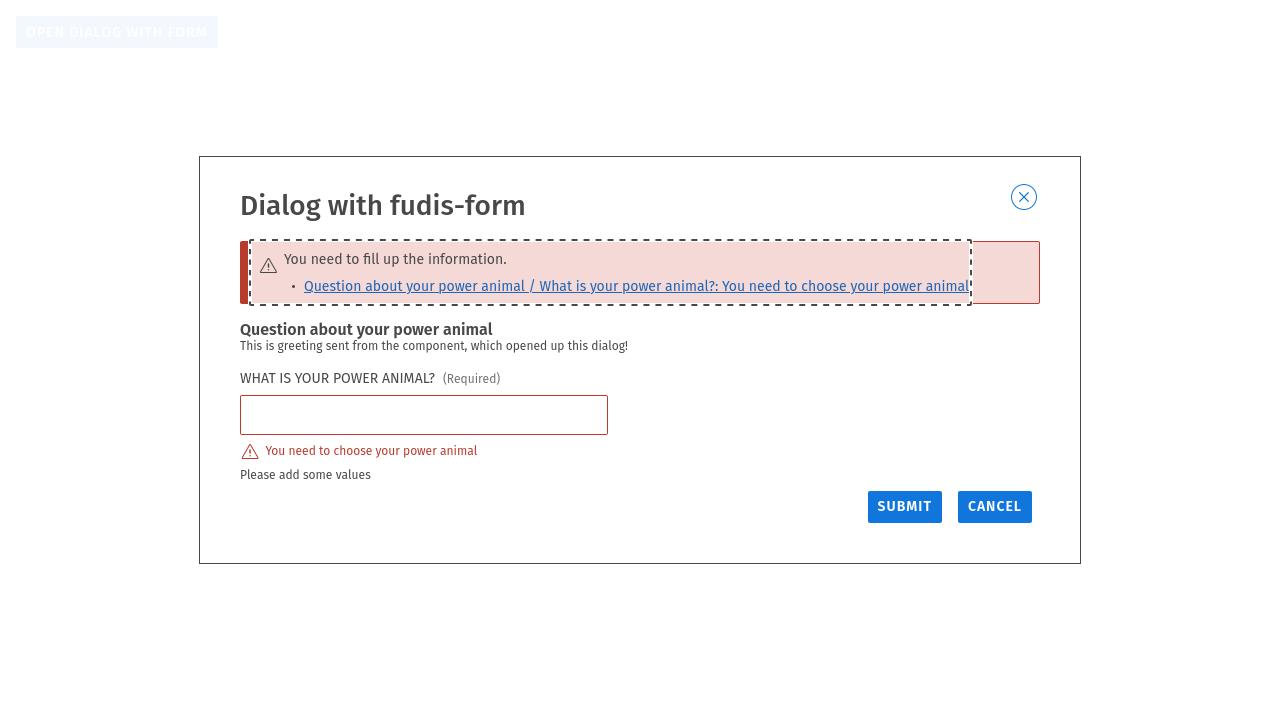 OPEN DIALOG WITH FORM
Dialog with fudis-form
You need to fill up the information.
• Question about your power animal / What is your power animal?: You need to choose your power animal
Question about your power animal
This is greeting sent from the component, which opened up this dialog!
WHAT IS YOUR POWER ANIMAL? (Required)
You need to choose your power animal
Please add some values
SUBMIT CANCEL